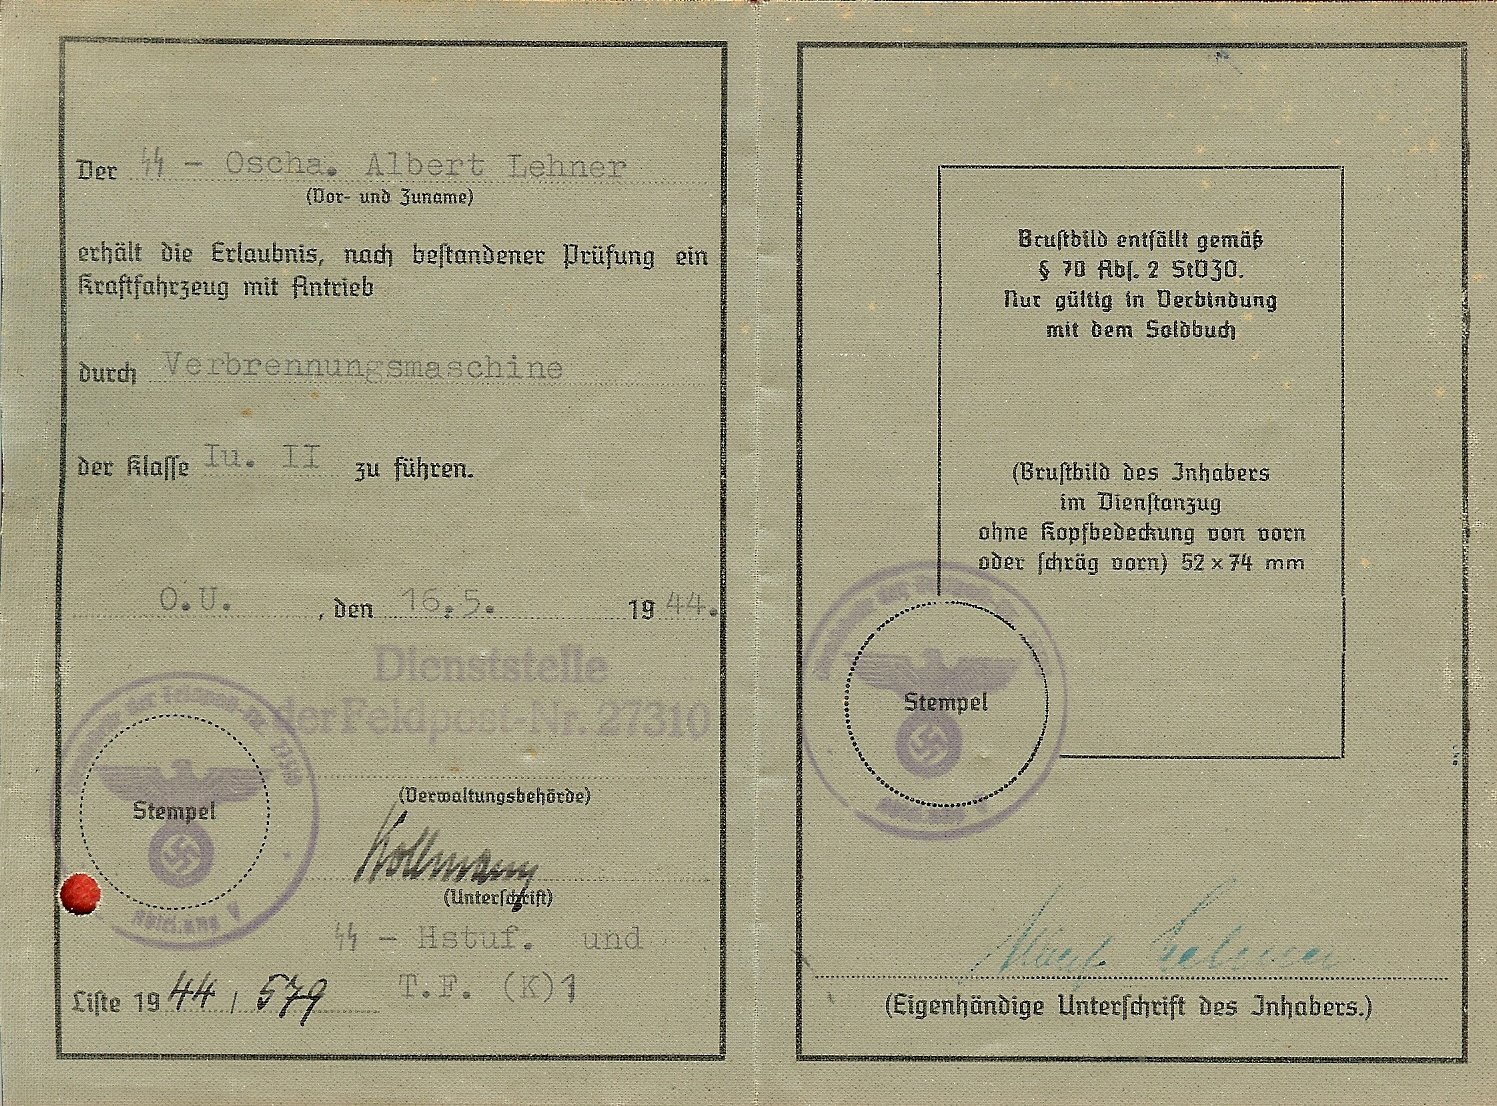 Der ᛋᛋ - Oscha. Albert Lehner
(Vor- und Zuname)
erhält die Erlaubnis, nach beſtandener Prüfung ein
Kraftfahrzeug mit Antrieb
durch Verbrennungsmaschine
der Klaſſe Iu. II zu führen.
O.U. , den 16.5. 1944.
Dienststelle
der Feldpost-Nr. 27310
Stempel
(Verwaltungsbehörde)
Kollmann
(Unterſchrift)
ᛋᛋ - Hstuf. und
T.F. (K)1
Liſte 1944 / 579
Bruſtbild entfällt gemäß
§ 70 Abſ. 2 StVZO.
Nur gültig in Verbindung
mit dem Soldbuch
(Bruſtbild des Inhabers
im Dienſtanzug
ohne Kopfbedeckung von vorn
oder ſchräg vorn) 52 x 74 mm
Stempel
Lehner
(Eigenhändige Unterſchrift des Inhabers.)